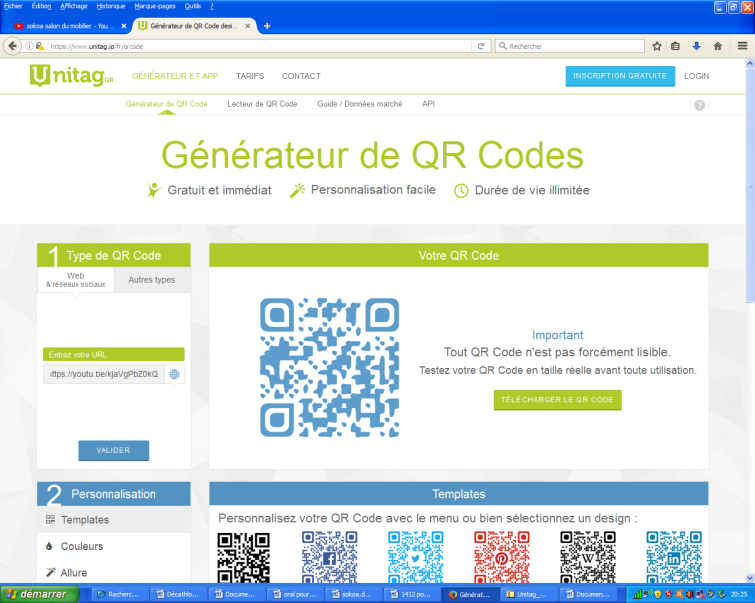 Fichier Édition Affichage Historique Marque-pages Outils ?
sokoa salon du mobilier - You...
Générateur de QR Code desi...
https://www.unitag.io/fr/qrcode
Rechercher
Unitag QR
GÉNÉRATEUR ET APP TARIFS CONTACT
INSCRIPTION GRATUITE LOGIN
Générateur de QR Code Lecteur de QR Code Guide / Données marché API
?
Générateur de QR Codes
Gratuit et immédiat Personnalisation facile Durée de vie illimitée
1 Type de QR Code
Web
& réseaux sociaux
Autres types
Entrez votre URL
ttps://youtu.be/kjaVgPbZ0kQ
VALIDER
Votre QR Code
Important
Tout QR Code n'est pas forcément lisible.
Testez votre QR Code en taille réelle avant toute utilisation.
TÉLÉCHARGER LE QR CODE
2 Personnalisation
Templates
Couleurs
Allure
Templates
Personnalisez votre QR Code avec le menu ou bien sélectionnez un design :
démarrer
Recherc...
Décathlo...
Docume...
oral pour...
sokoa.d...
1412 po...
Générat...
Unitag_...
Documen...
20:25